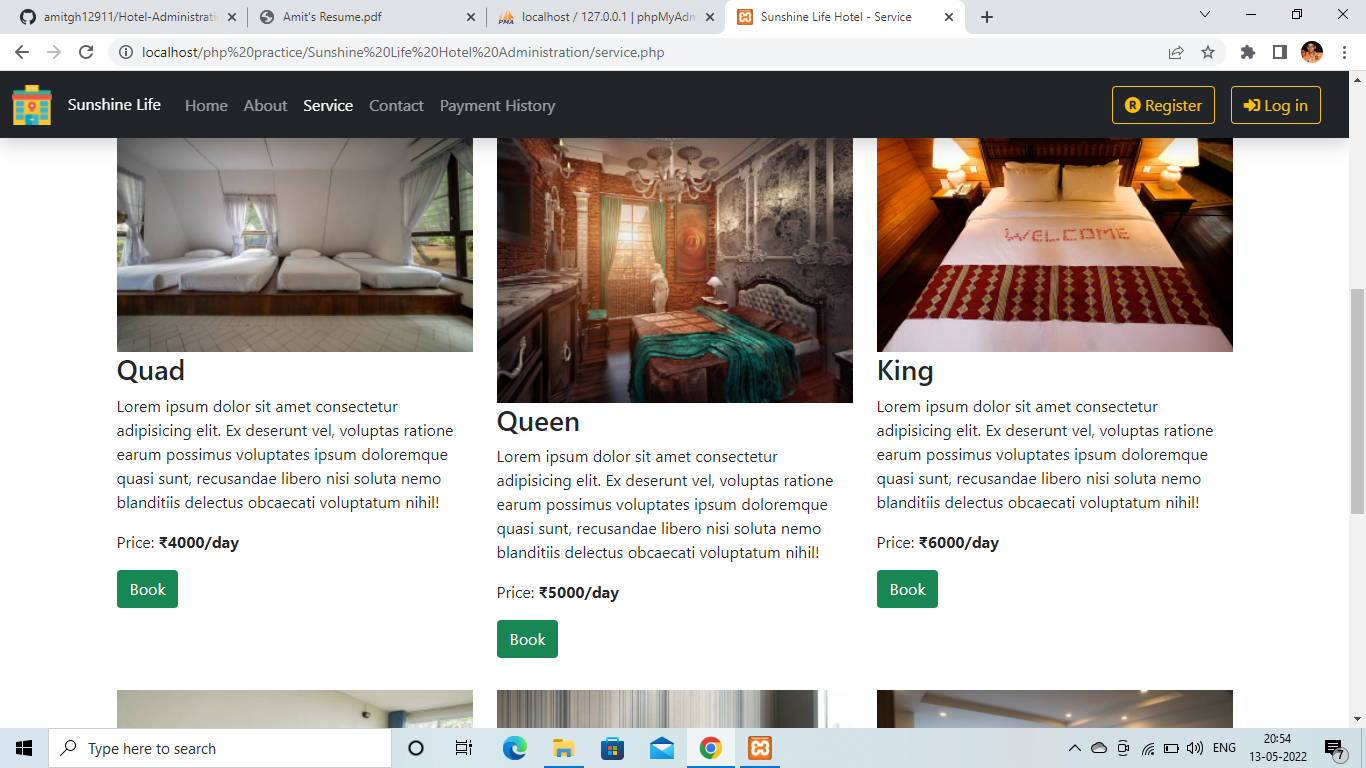 amitgh12911/Hotel-Administratio
Amit's Resume.pdf
localhost / 127.0.0.1 | phpMyAdm
Sunshine Life Hotel - Service
localhost/php%20practice/Sunshine%20Life%20Hotel%20Administration/service.php
Sunshine Life
Home
About
Service
Contact
Payment History
R Register
Log in
WELCOME
Quad
Lorem ipsum dolor sit amet consectetur
adipisicing elit. Ex deserunt vel, voluptas ratione
earum possimus voluptates ipsum doloremque
quasi sunt, recusandae libero nisi soluta nemo
blanditiis delectus obcaecati voluptatum nihil!
Price: ₹4000/day
Book
Queen
Lorem ipsum dolor sit amet consectetur
adipisicing elit. Ex deserunt vel, voluptas ratione
earum possimus voluptates ipsum doloremque
quasi sunt, recusandae libero nisi soluta nemo
blanditiis delectus obcaecati voluptatum nihil!
Price: ₹5000/day
Book
King
Lorem ipsum dolor sit amet consectetur
adipisicing elit. Ex deserunt vel, voluptas ratione
earum possimus voluptates ipsum doloremque
quasi sunt, recusandae libero nisi soluta nemo
blanditiis delectus obcaecati voluptatum nihil!
Price: ₹6000/day
Book
Type here to search
ENG
20:54
13-05-2022
7